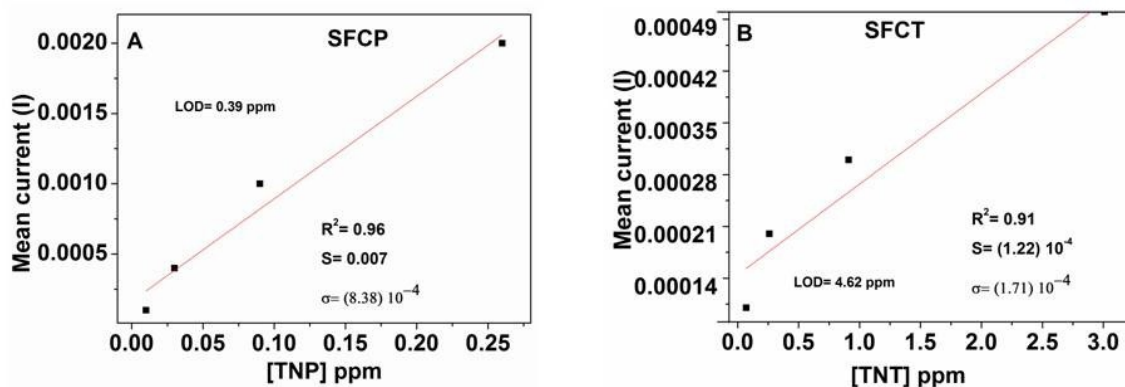 A
SFCP
Mean current (I)
0.0020
0.0015
0.0010
0.0005
LOD= 0.39 ppm
R²= 0.96
S= 0.007
σ= (8.38) 10⁻⁴
0.00 0.05 0.10 0.15 0.20 0.25
[TNP] ppm
B
SFCT
Mean current (I)
0.00049
0.00042
0.00035
0.00028
0.00021
0.00014
R²= 0.91
S= (1.22) 10⁻⁴
LOD= 4.62 ppm
σ= (1.71) 10⁻⁴
0.0 0.5 1.0 1.5 2.0 2.5 3.0
[TNT] ppm